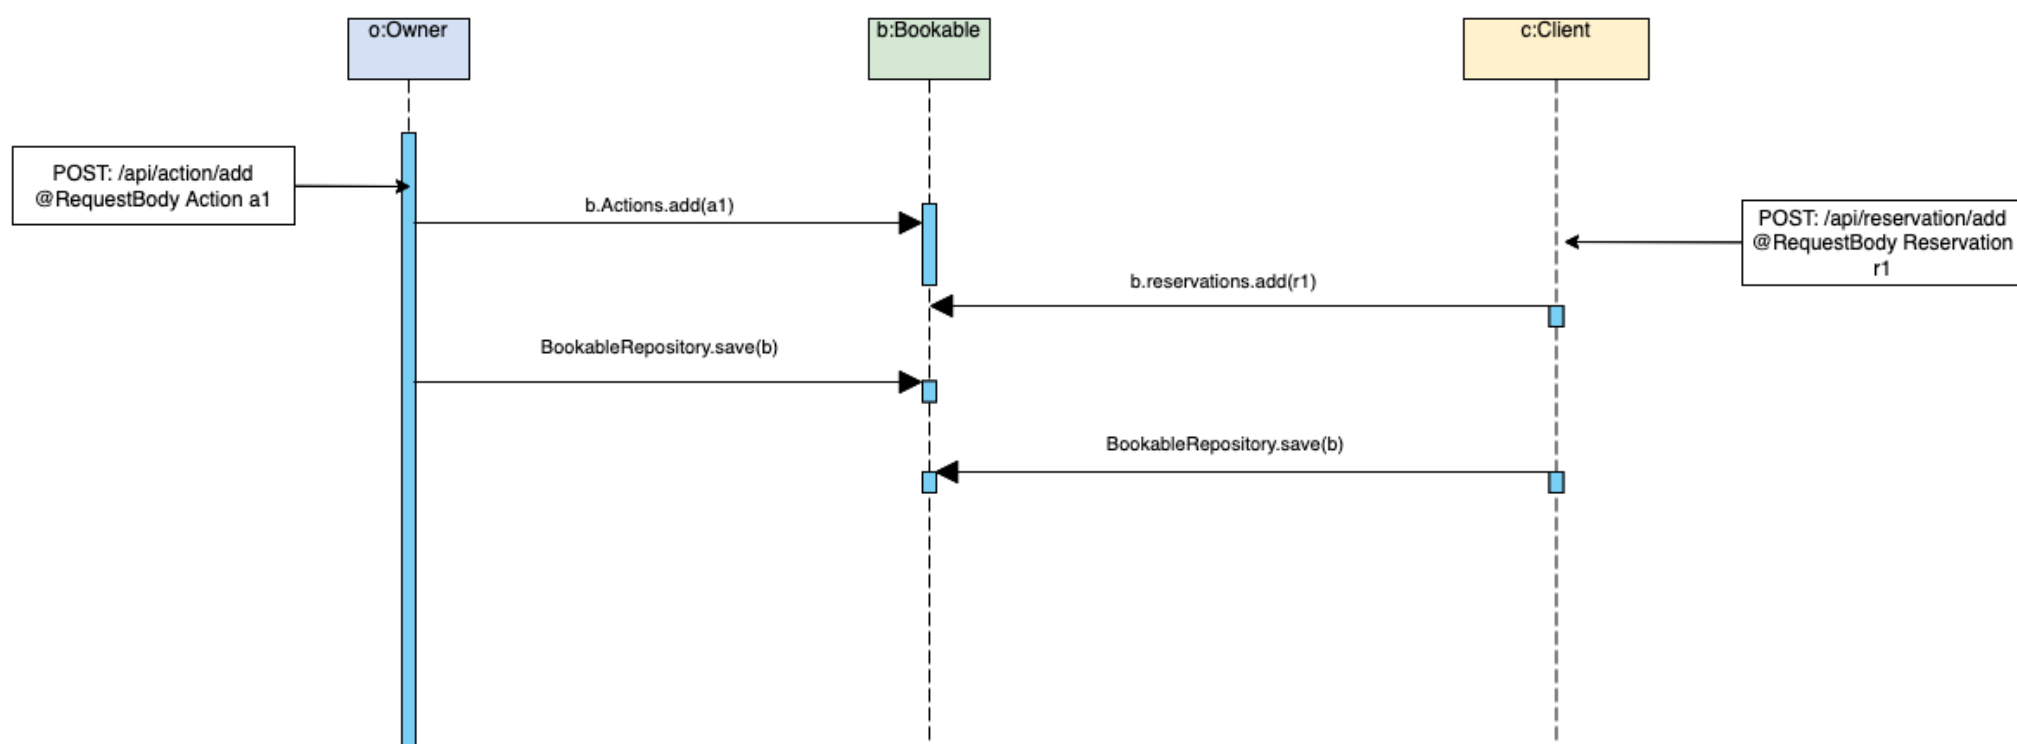 o:Owner
b:Bookable
c:Client
POST: /api/action/add
@RequestBody Action a1
b.Actions.add(a1)
POST: /api/reservation/add
@RequestBody Reservation
r1
b.reservations.add(r1)
BookableRepository.save(b)
BookableRepository.save(b)